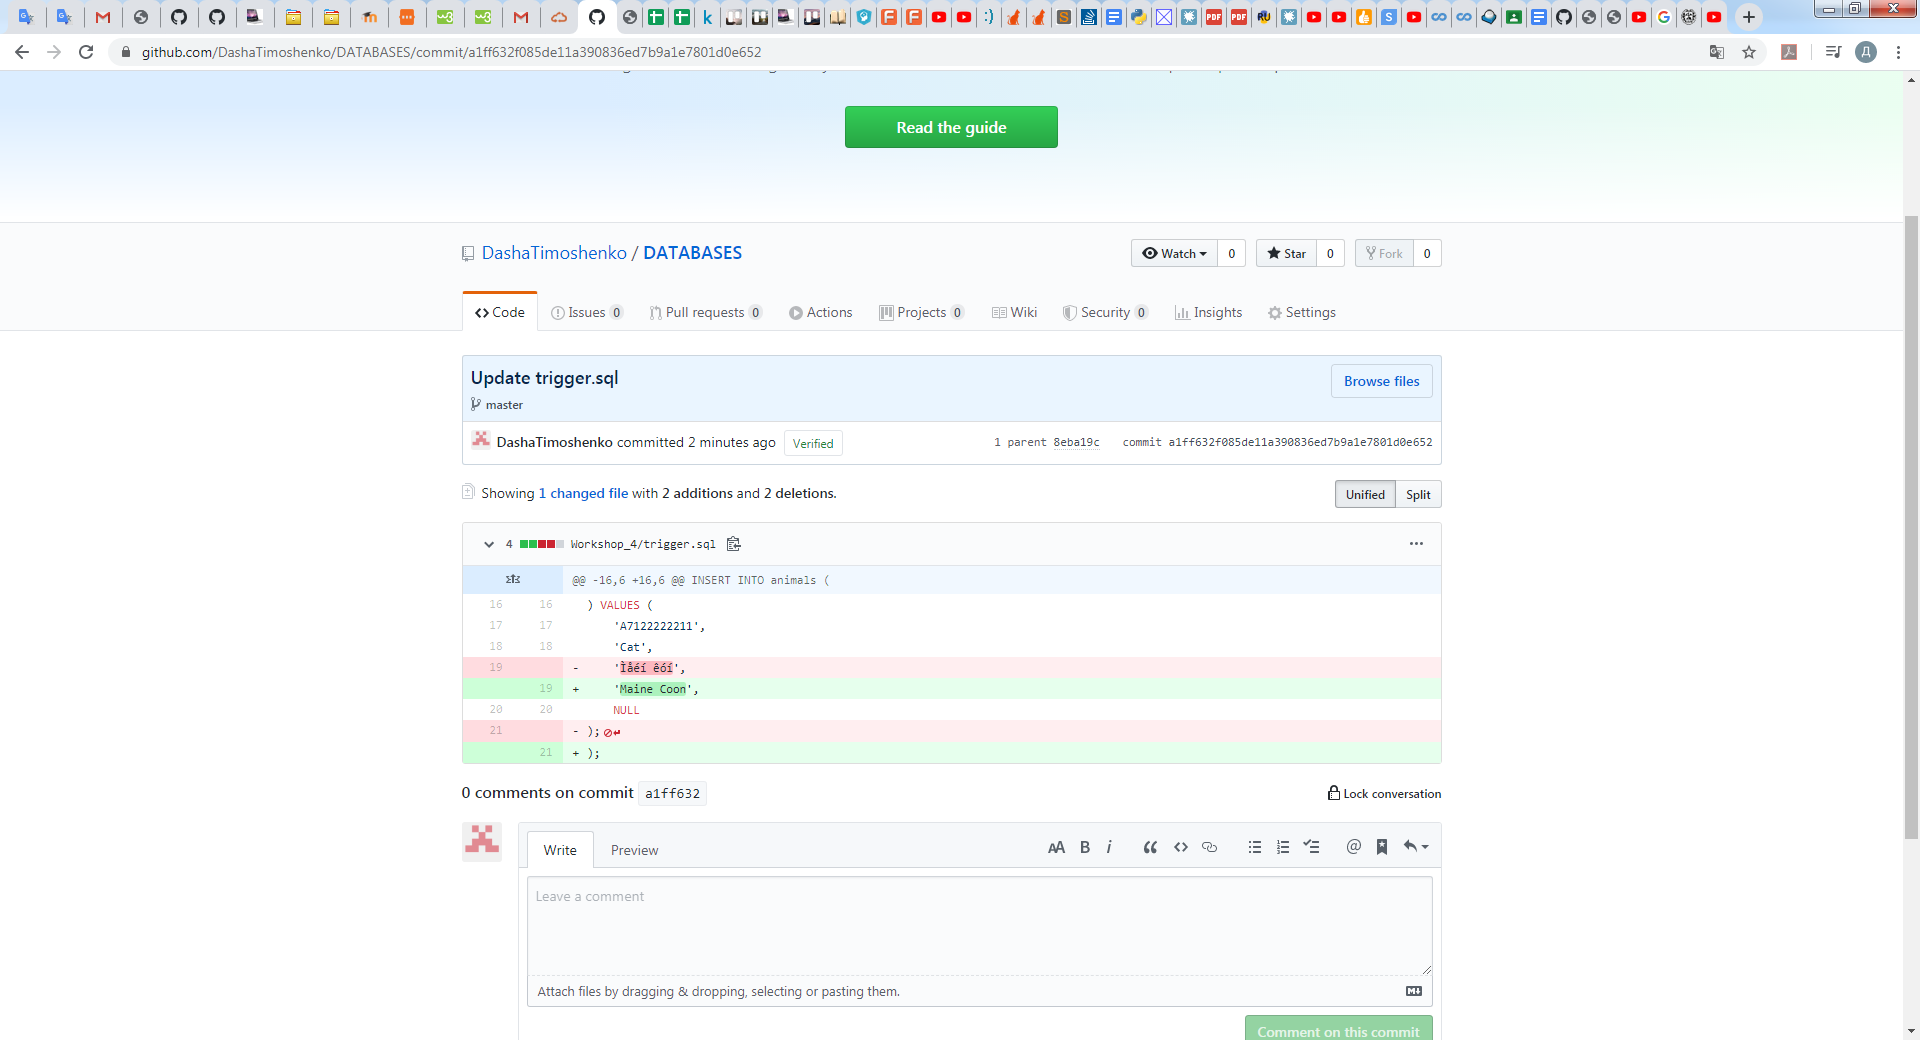 github.com/DashaTimoshenko/DATABASES/commit/a1ff632f085de11a390836ed7b9a1e7801d0e652
Д
Read the guide
DashaTimoshenko / DATABASES
Watch 0 Star 0 Fork 0
Code Issues 0 Pull requests 0 Actions Projects 0 Wiki Security 0 Insights Settings
Update trigger.sql
Browse files
master
DashaTimoshenko committed 2 minutes ago Verified 1 parent 8eba19c commit a1ff632f085de11a390836ed7b9a1e7801d0e652
Showing 1 changed file with 2 additions and 2 deletions. Unified Split
4 Workshop_4/trigger.sql
@@ -16,6 +16,6 @@ INSERT INTO animals (
16 16 ) VALUES (
17 17 'A7122222211',
18 18 'Cat',
19 - 'Ìåéí êóí',
19 + 'Maine Coon',
20 20 NULL
21 - );
21 + );
0 comments on commit a1ff632
Lock conversation
Write Preview
Leave a comment
Attach files by dragging & dropping, selecting or pasting them.
Comment on this commit